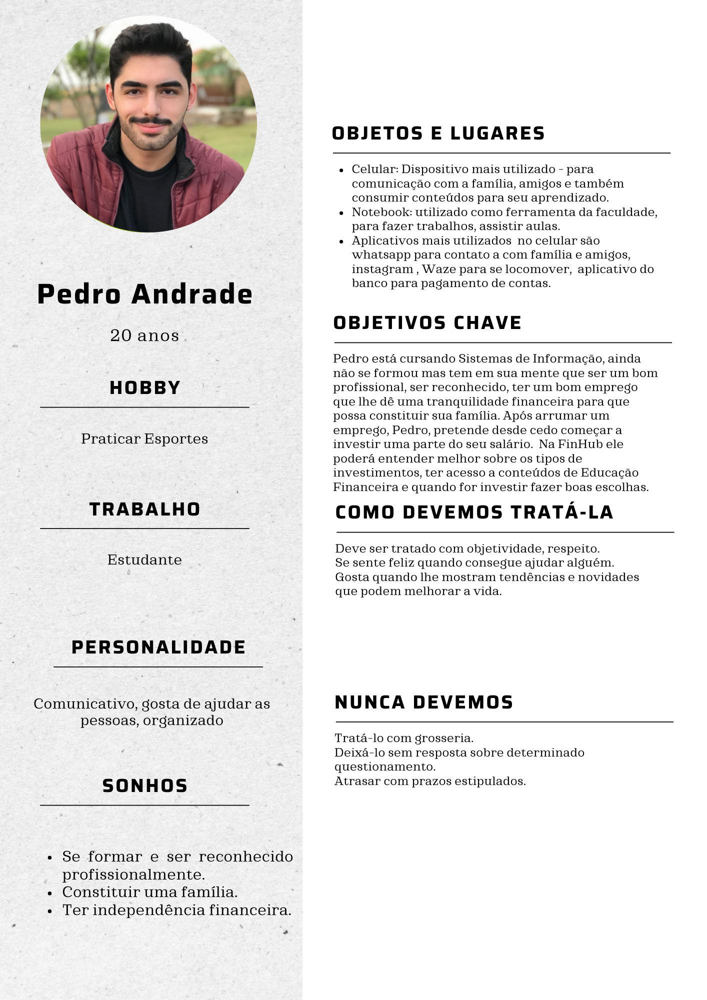 Pedro Andrade
20 anos
HOBBY
Praticar Esportes
TRABALHO
Estudante
PERSONALIDADE
Comunicativo, gosta de ajudar as
pessoas, organizado
SONHOS
• Se formar e ser reconhecido
profissionalmente.
• Constituir uma família.
• Ter independência financeira.
OBJETOS E LUGARES
• Celular: Dispositivo mais utilizado - para
comunicação com a família, amigos e também
consumir conteúdos para seu aprendizado.
• Notebook: utilizado como ferramenta da faculdade,
para fazer trabalhos, assistir aulas.
• Aplicativos mais utilizados  no celular são
whatsapp para contato a com família e amigos,
instagram , Waze para se locomover,  aplicativo do
banco para pagamento de contas.
OBJETIVOS CHAVE
Pedro está cursando Sistemas de Informação, ainda
não se formou mas tem em sua mente que ser um bom
profissional, ser reconhecido, ter um bom emprego
que lhe dê uma tranquilidade financeira para que
possa constituir sua família. Após arrumar um
emprego, Pedro, pretende desde cedo começar a
investir uma parte do seu salário.  Na FinHub ele
poderá entender melhor sobre os tipos de
investimentos, ter acesso a conteúdos de Educação
Financeira e quando for investir fazer boas escolhas.
COMO DEVEMOS TRATÁ-LA
Deve ser tratado com objetividade, respeito.
Se sente feliz quando consegue ajudar alguém.
Gosta quando lhe mostram tendências e novidades
que podem melhorar a vida.
NUNCA DEVEMOS
Tratá-lo com grosseria.
Deixá-lo sem resposta sobre determinado
questionamento.
Atrasar com prazos estipulados.